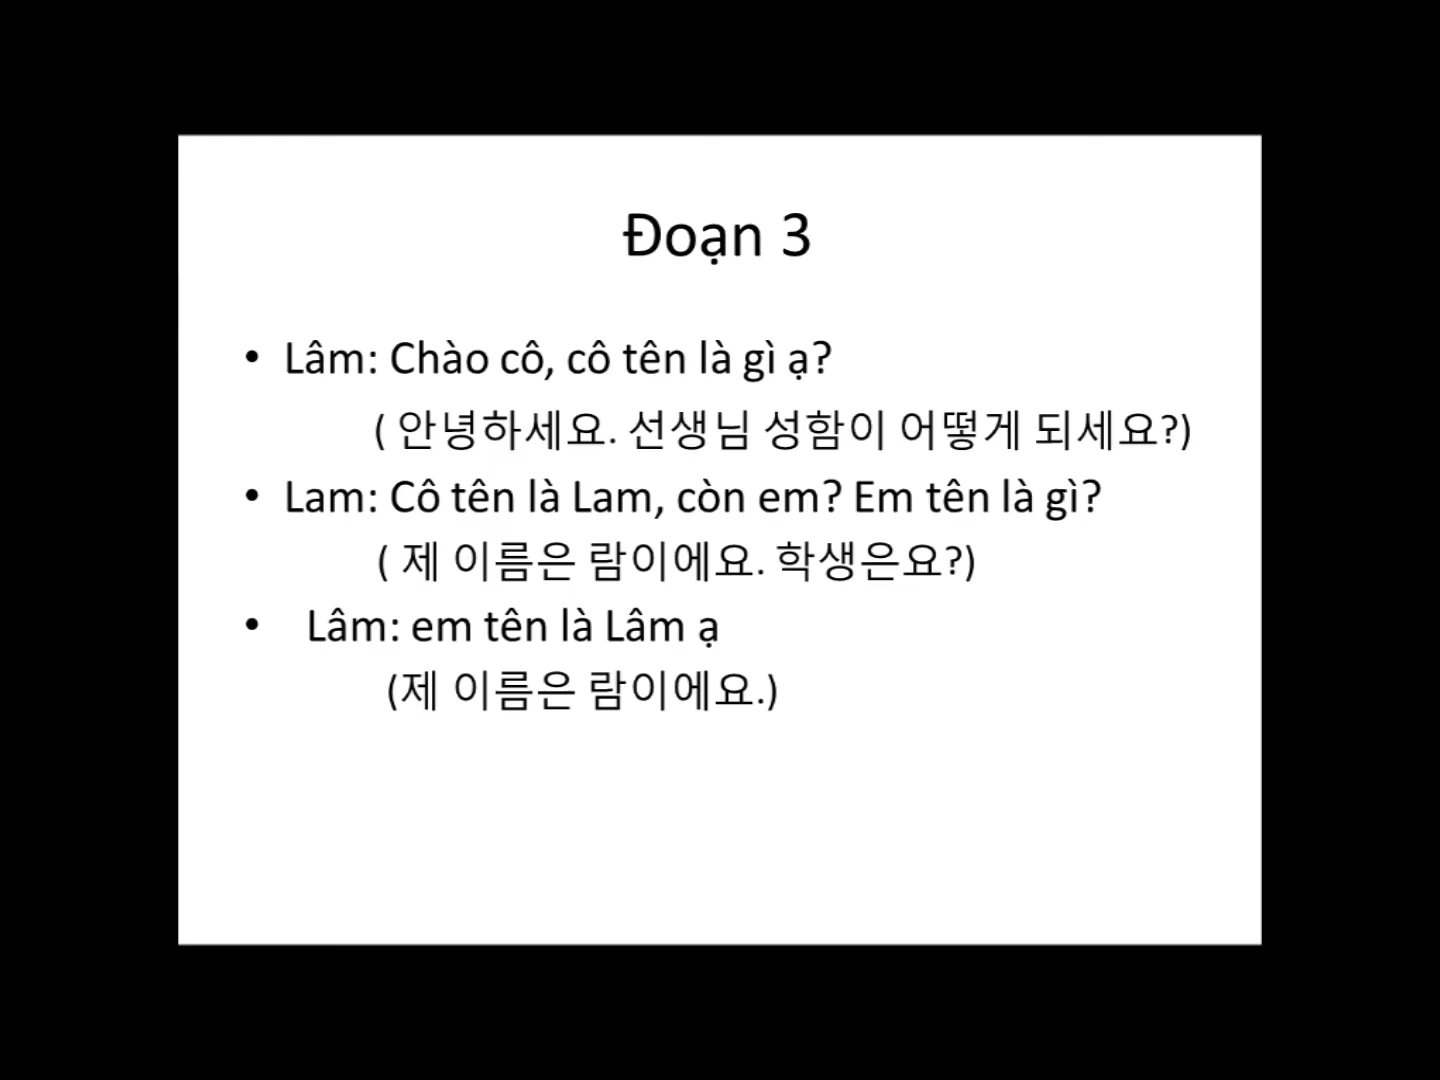 Đoạn 3
• Lâm: Chào cô, cô tên là gì ạ?
( 안녕하세요. 선생님 성함이 어떻게 되세요?)
• Lam: Cô tên là Lam, còn em? Em tên là gì?
( 제 이름은 람이에요. 학생은요?)
• Lâm: em tên là Lâm ạ
(제 이름은 람이에요.)